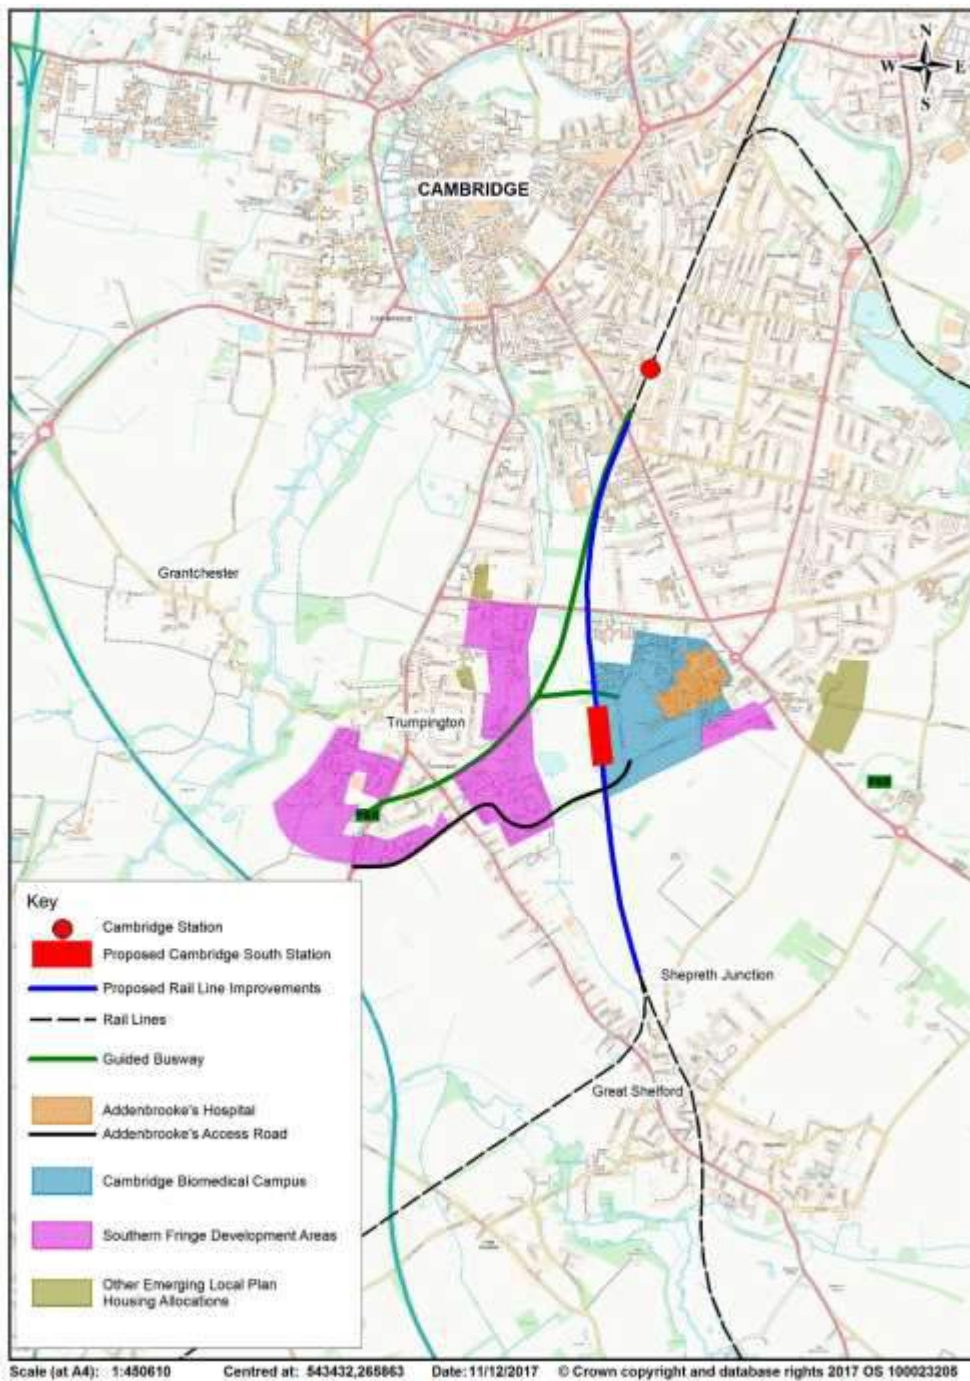 N
W E
S
CAMBRIDGE
Grantchester
Trumpington
P&R
P&R
Shepreth Junction
Great Shelford
Key
Cambridge Station
Proposed Cambridge South Station
Proposed Rail Line Improvements
Rail Lines
Guided Busway
Addenbrooke's Hospital
Addenbrooke's Access Road
Cambridge Biomedical Campus
Southern Fringe Development Areas
Other Emerging Local Plan
Housing Allocations
Scale (at A4): 1:450610 Centred at: 543432,265863 Date: 11/12/2017 © Crown copyright and database rights 2017 OS 100023205